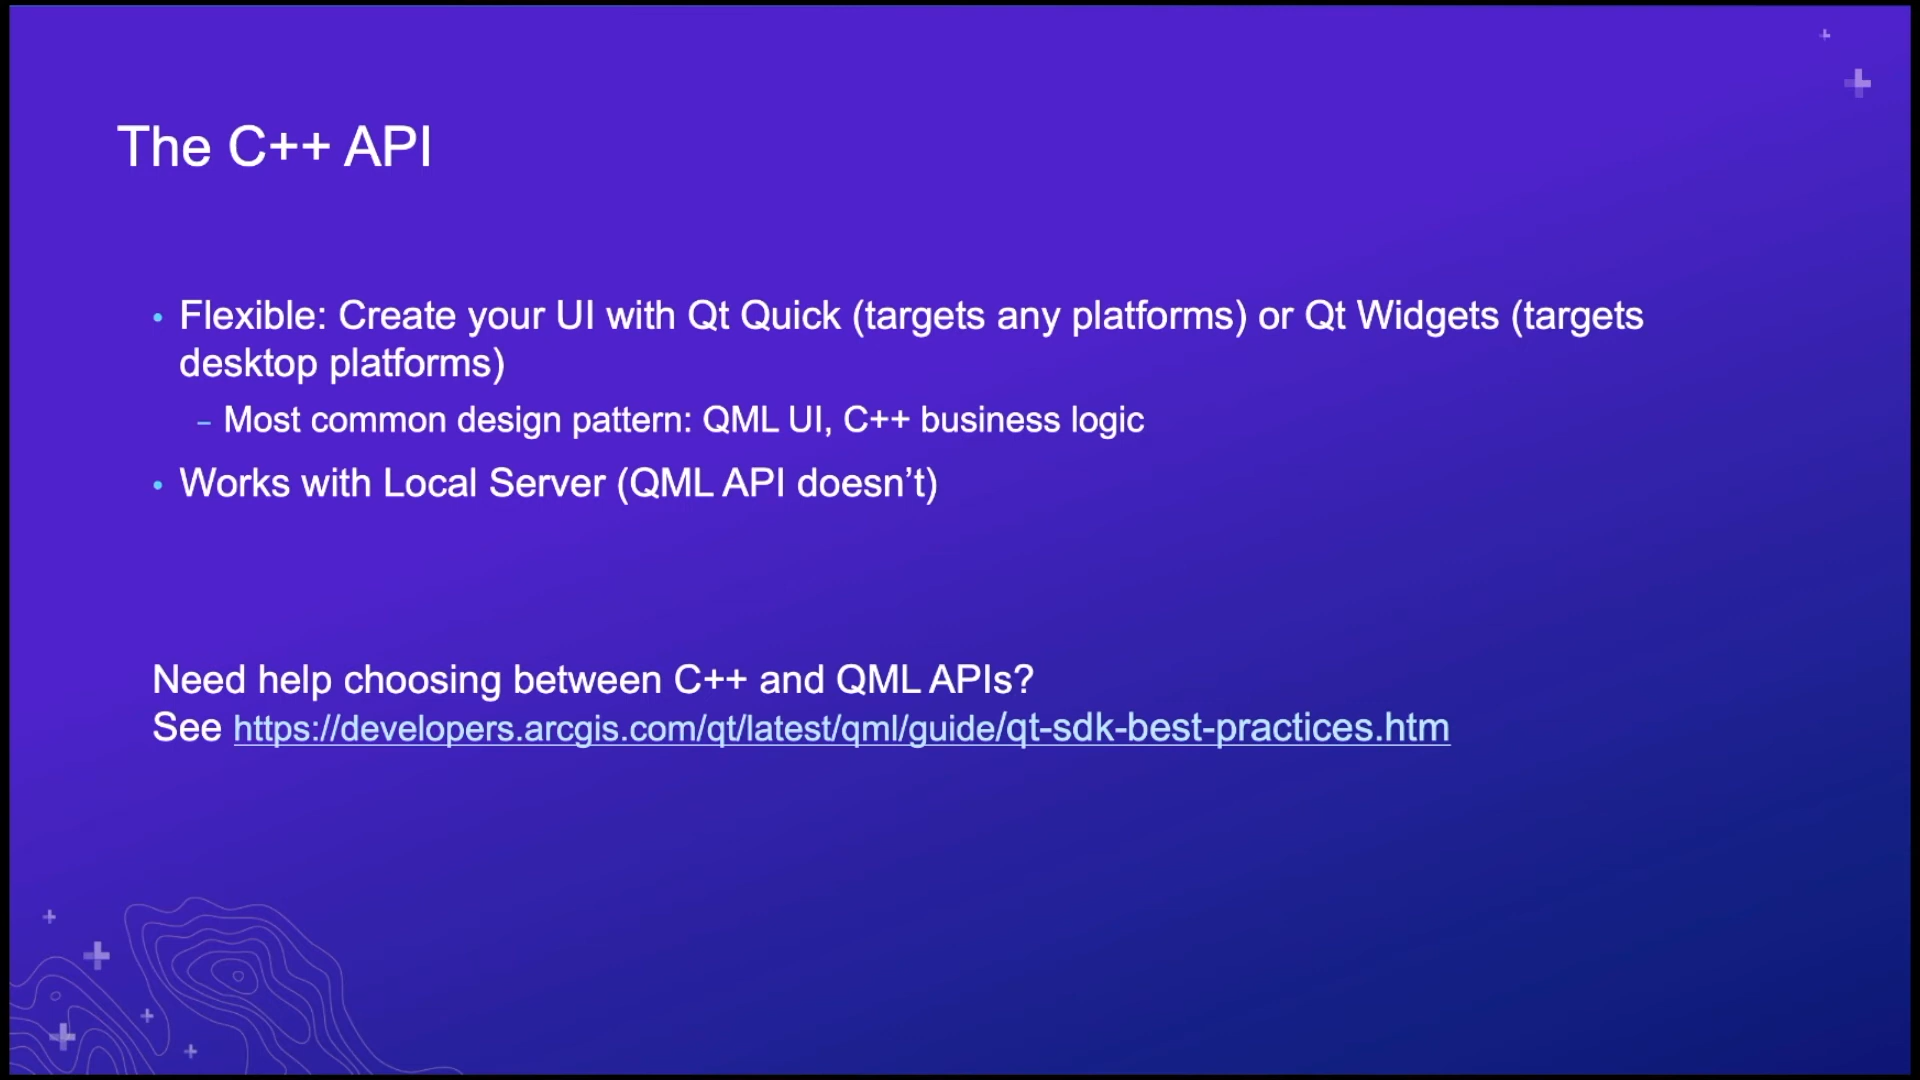 The C++ API
• Flexible: Create your UI with Qt Quick (targets any platforms) or Qt Widgets (targets
desktop platforms)
– Most common design pattern: QML UI, C++ business logic
• Works with Local Server (QML API doesn’t)
Need help choosing between C++ and QML APIs?
See https://developers.arcgis.com/qt/latest/qml/guide/qt-sdk-best-practices.htm